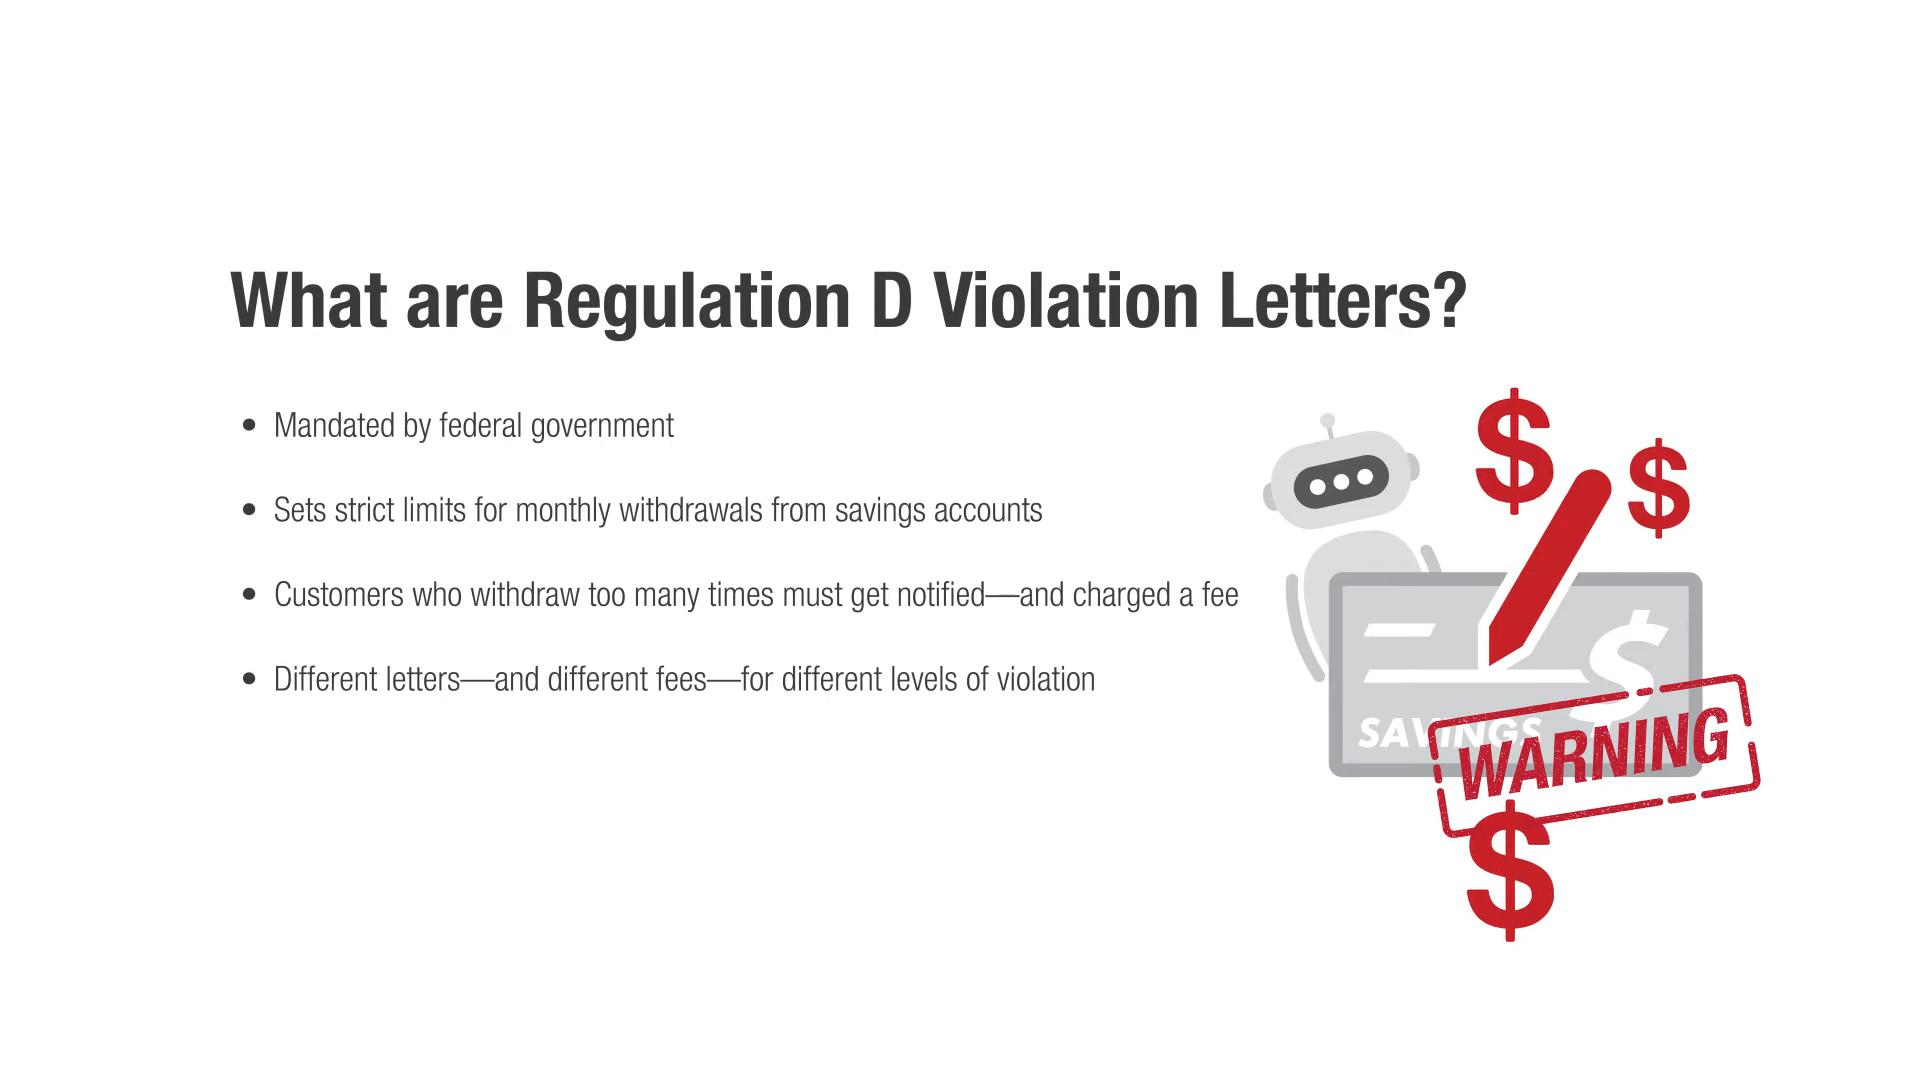 What are Regulation D Violation Letters?
• Mandated by federal government
• Sets strict limits for monthly withdrawals from savings accounts
• Customers who withdraw too many times must get notified—and charged a fee
• Different letters—and different fees—for different levels of violation
$
$
$
SAVINGS
WARNING
$